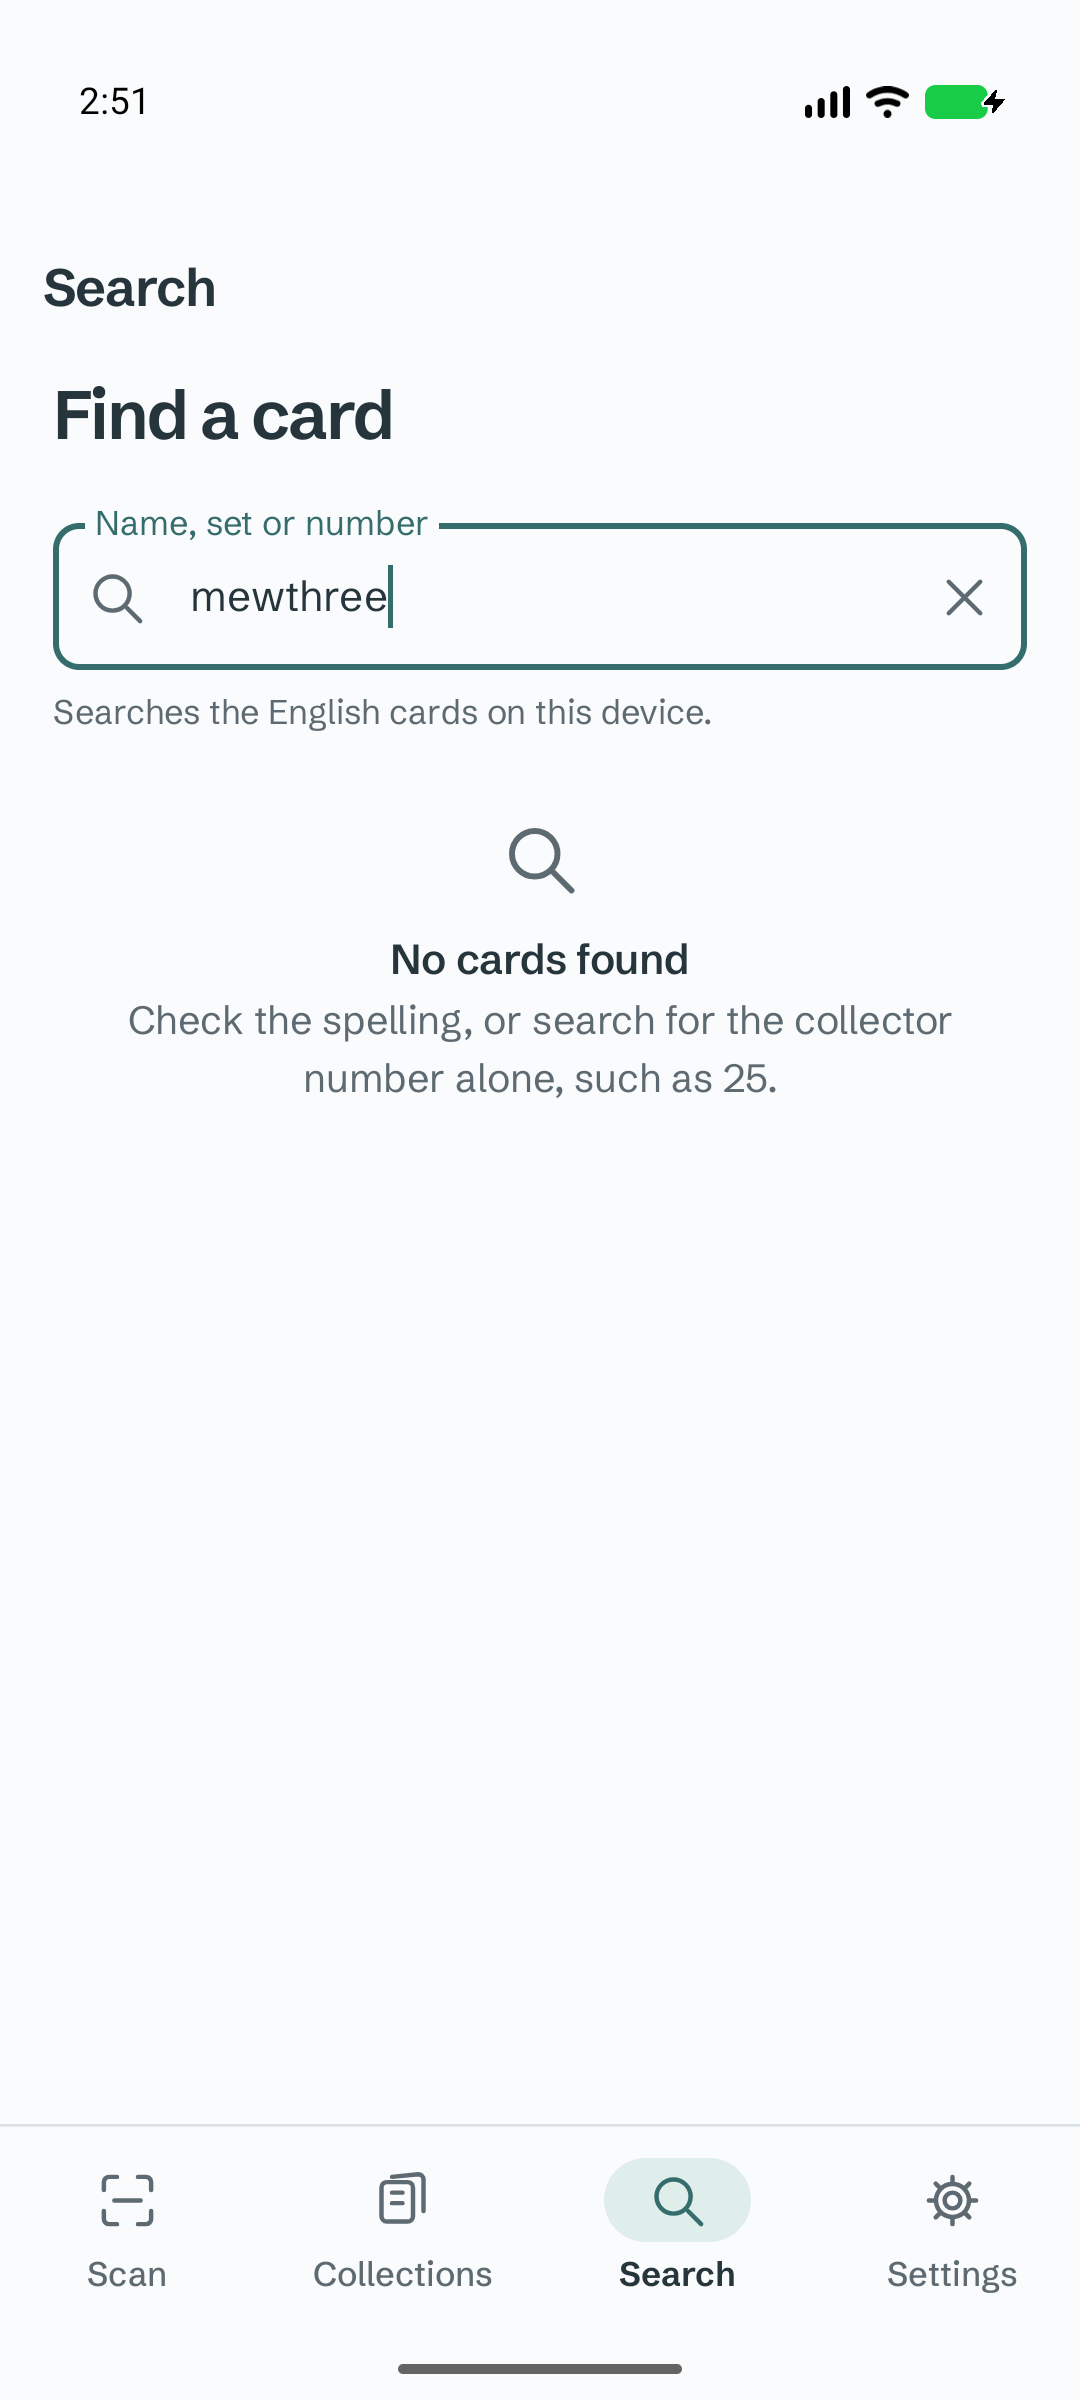 2:51
Search
Find a card
Name, set or number
mewthree
Searches the English cards on this device.
No cards found
Check the spelling, or search for the collector
number alone, such as 25.
Scan
Collections
Search
Settings